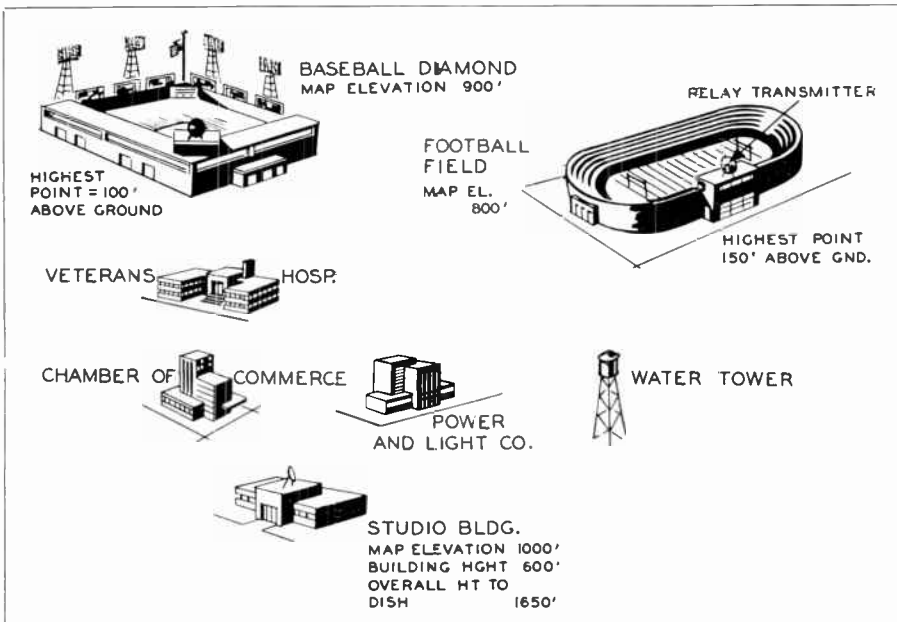 BASEBALL DIAMOND
MAP ELEVATION 900'
RELAY TRANSMITTER
FOOTBALL
FIELD
MAP EL.
800'
HIGHEST
POINT = 100'
ABOVE GROUND
HIGHEST POINT
150' ABOVE GND.
VETERANS HOSP.
CHAMBER OF COMMERCE
WATER TOWER
POWER
AND LIGHT CO.
STUDIO BLDG.
MAP ELEVATION 1000'
BUILDING HGHT 600'
OVERALL HT TO
DISH 1650'